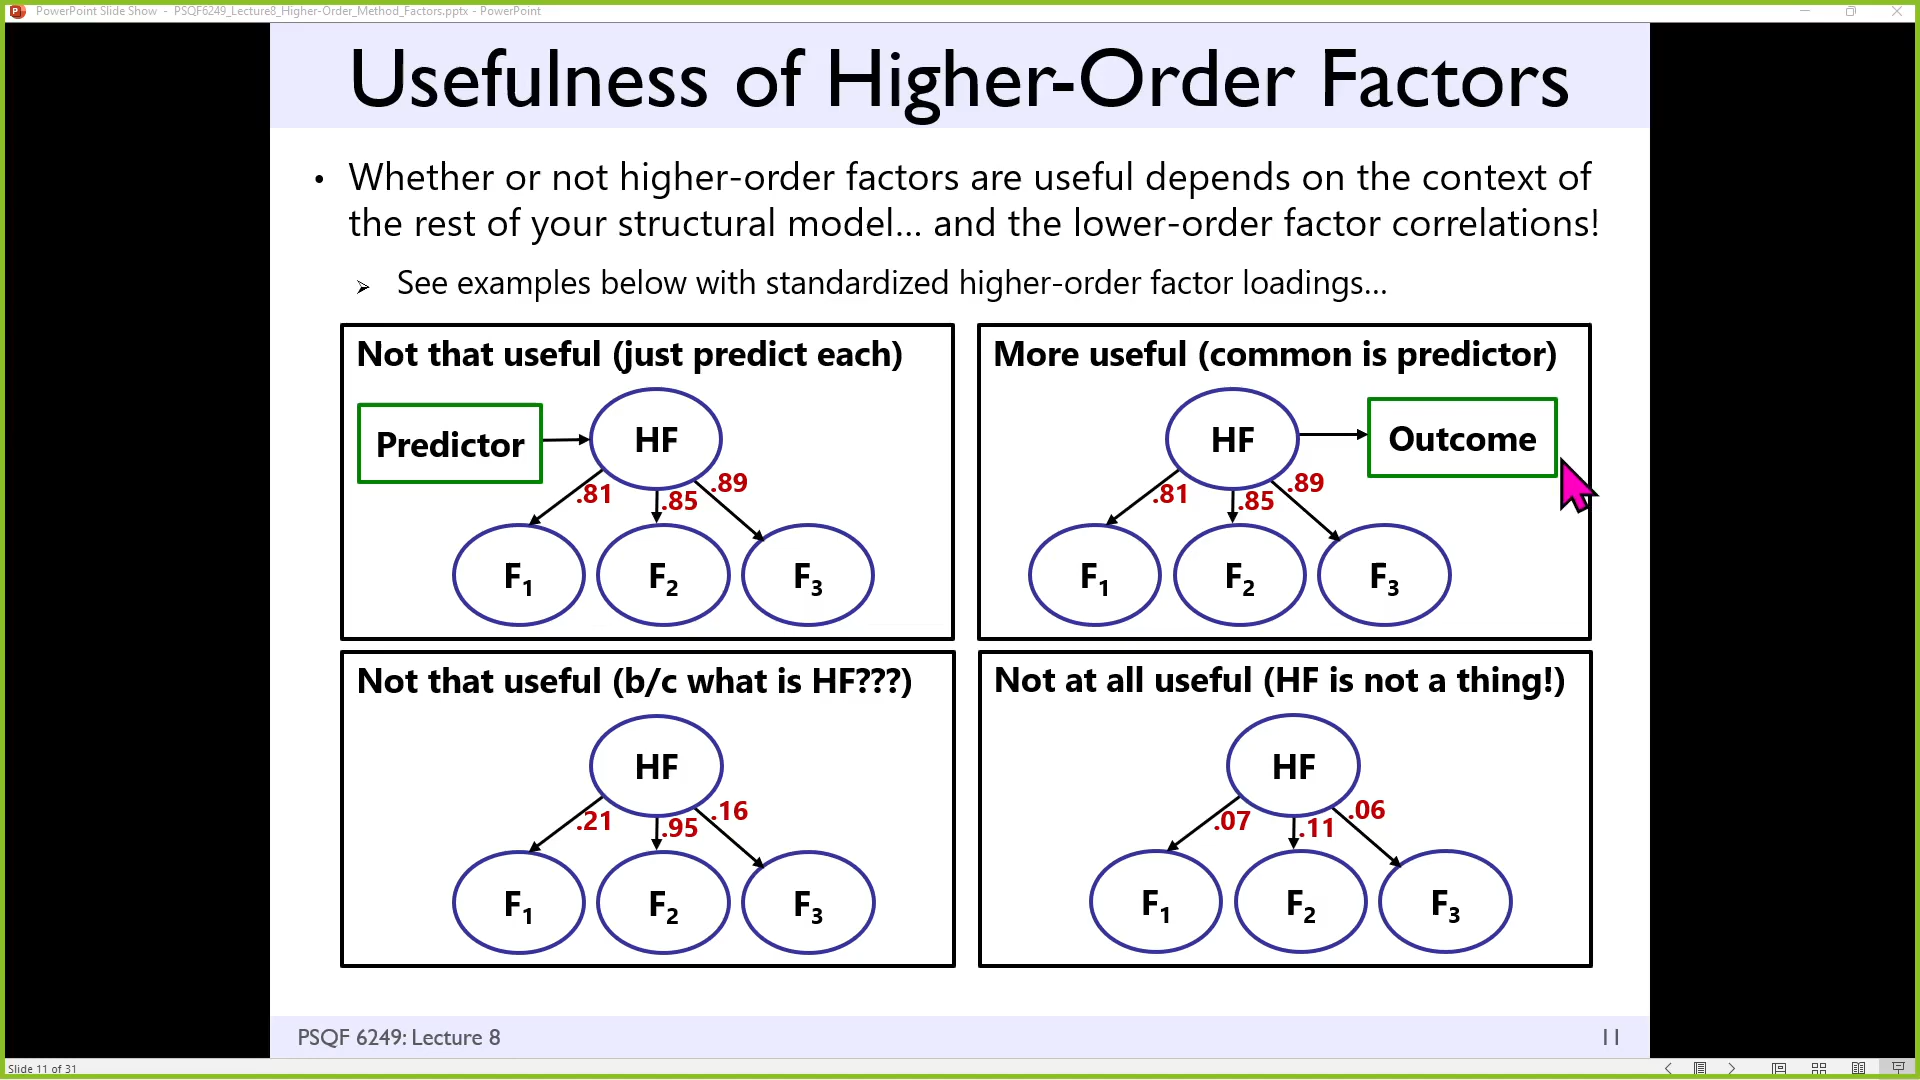 PowerPoint Slide Show - PSQF6249_Lecture8_Higher-Order_Method_Factors.pptx - PowerPoint
Usefulness of Higher-Order Factors
• Whether or not higher-order factors are useful depends on the context of
the rest of your structural model... and the lower-order factor correlations!
➢ See examples below with standardized higher-order factor loadings...
Not that useful (just predict each)
Predictor
HF
.81
.85
.89
F1
F2
F3
More useful (common is predictor)
HF
Outcome
.81
.85
.89
F1
F2
F3
Not that useful (b/c what is HF???)
HF
.21
.95
.16
F1
F2
F3
Not at all useful (HF is not a thing!)
HF
.07
.11
.06
F1
F2
F3
PSQF 6249: Lecture 8
11
Slide 11 of 31